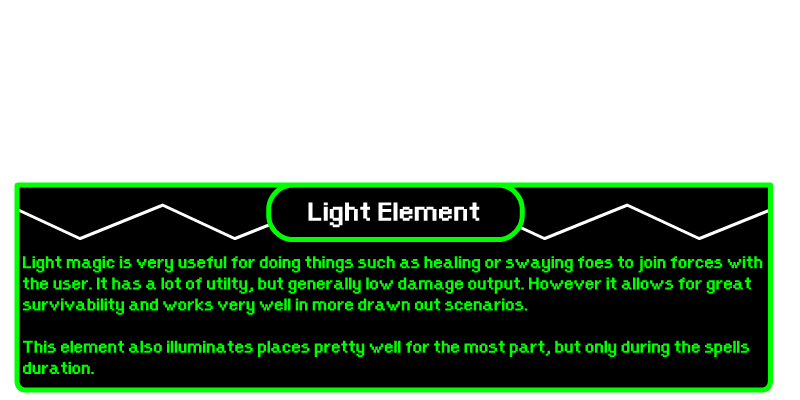 Light Element
Light magic is very useful for doing things such as healing or swaying foes to join forces with
the user. It has a lot of utilty, but generally low damage output. However it allows for great
survivability and works very well in more drawn out scenarios.
This element also illuminates places pretty well for the most part, but only during the spells
duration.